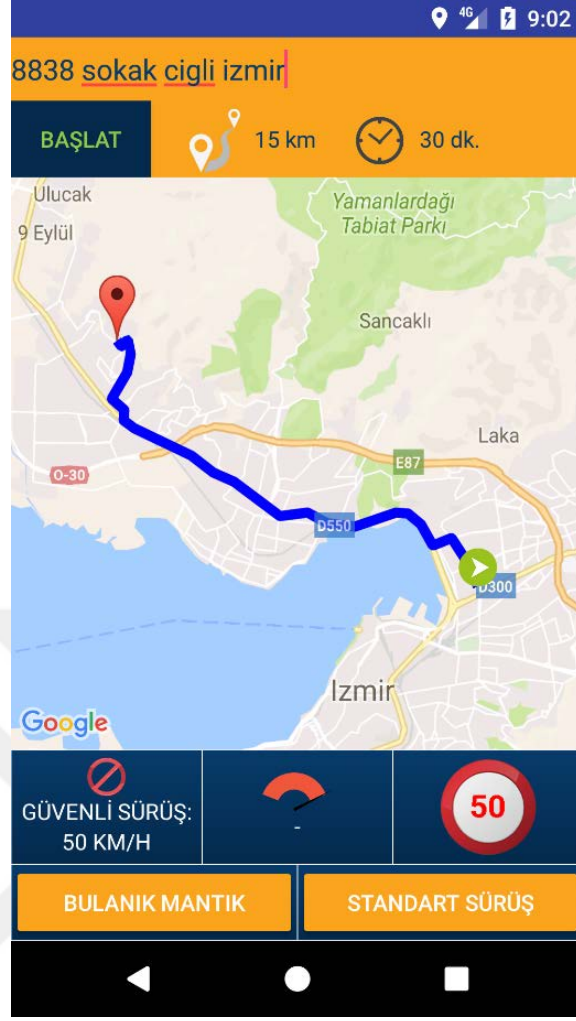 4G 9:02
8838 sokak cigli izmir
BAŞLAT 15 km 30 dk.
Ulucak
Yamanlardağı
Tabiat Parkı
9 Eylül
Sancaklı
Laka
E87
O-30
D550
D300
Izmir
Google
GÜVENLİ SÜRÜŞ:
50 KM/H
-
50
BULANIK MANTIK STANDART SÜRÜŞ